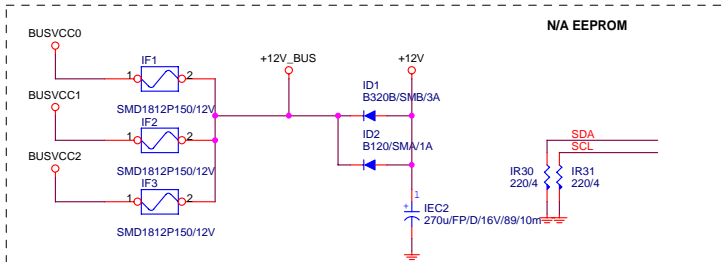 N/A EEPROM
BUSVCC0
IF1
1 2
SMD1812P150/12V
+12V_BUS
+12V
ID1
B320B/SMB/3A
BUSVCC1
IF2
1 2
SMD1812P150/12V
ID2
B120/SMA/1A
BUSVCC2
IF3
1 2
SMD1812P150/12V
SDA
SCL
IR30
220/4
IR31
220/4
1
+
IEC2
270u/FP/D/16V/89/10m